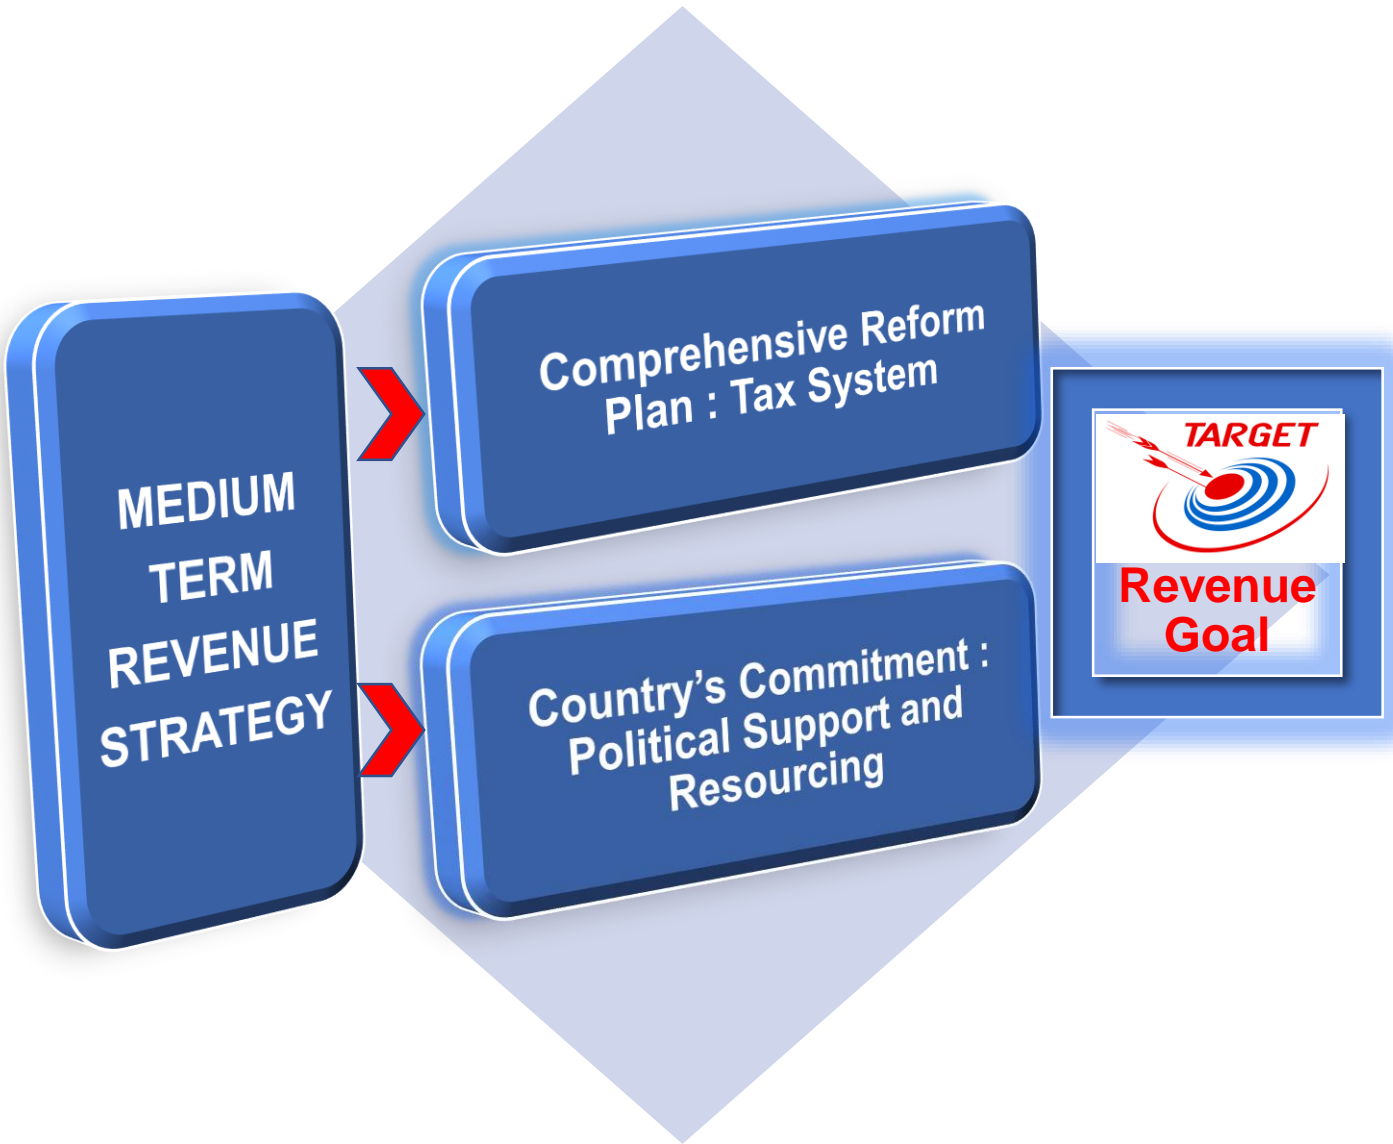 MEDIUM
TERM
REVENUE
STRATEGY
Comprehensive Reform
Plan : Tax System
Country’s Commitment :
Political Support and
Resourcing
TARGET
Revenue
Goal